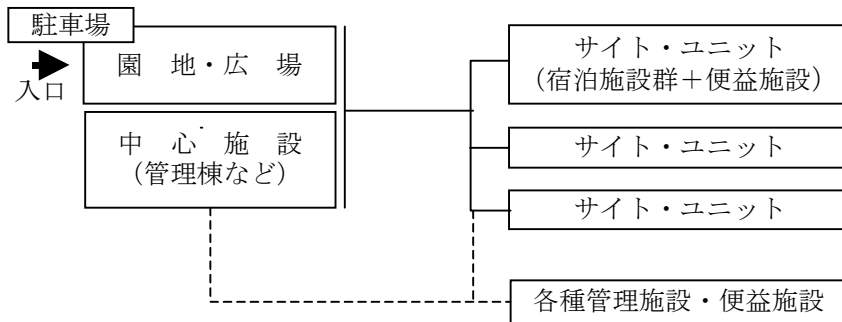 駐車場
入口
園 地・広 場
中 心 施 設
（管理棟など）
サイト・ユニット
（宿泊施設群＋便益施設）
サイト・ユニット
サイト・ユニット
各種管理施設・便益施設